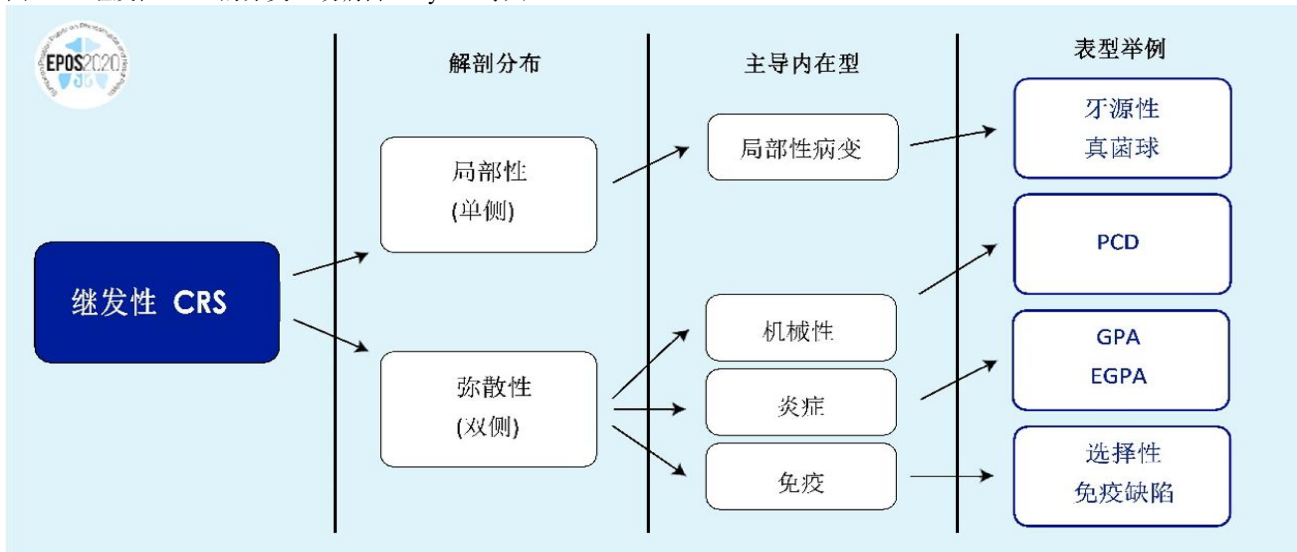 EPOS2020
解剖分布
主导内在型
表型举例
继发性 CRS
局部性
(单侧)
弥散性
(双侧)
局部性病变
机械性
炎症
免疫
牙源性
真菌球
PCD
GPA
EGPA
选择性
免疫缺陷